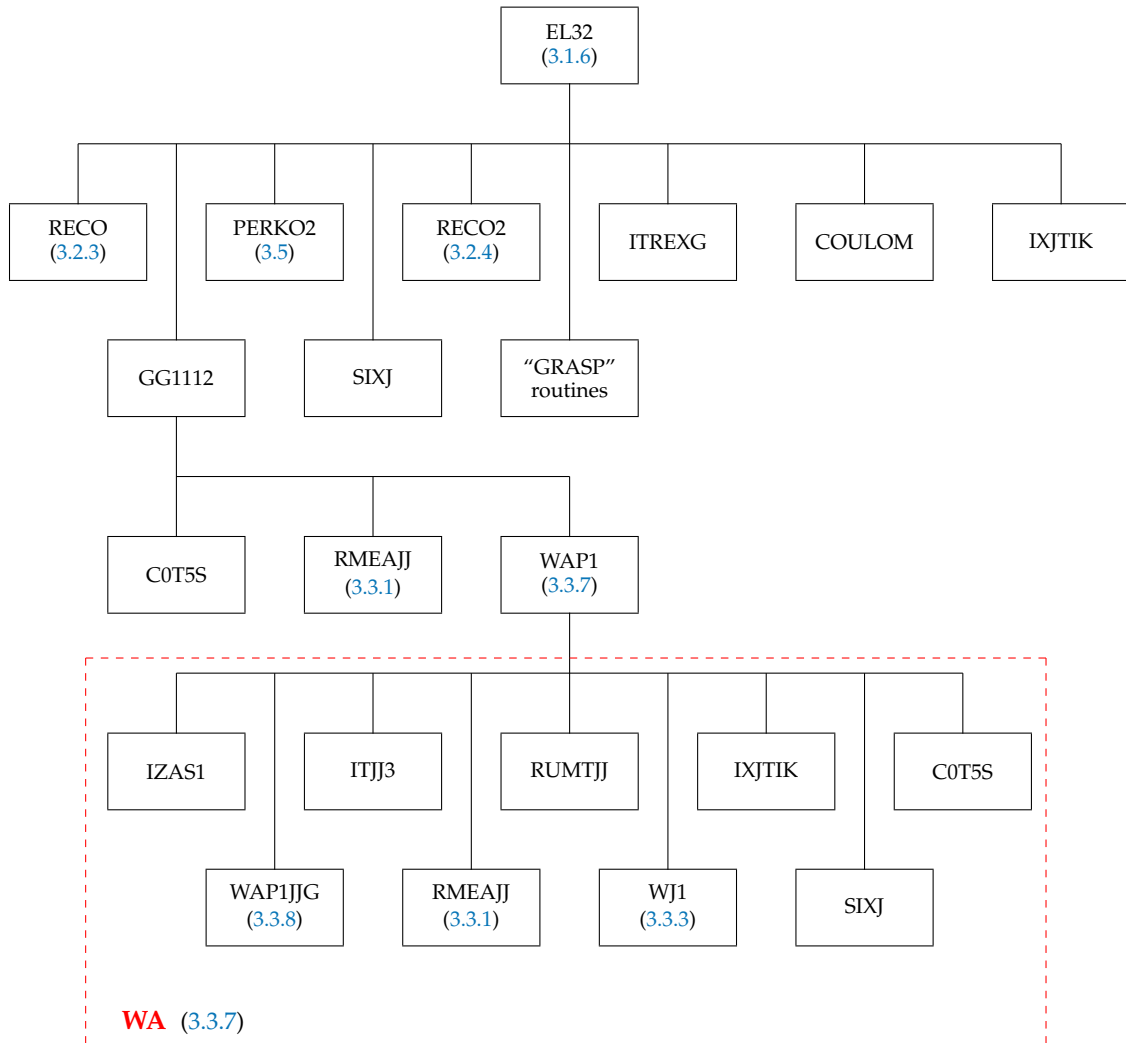 EL32
(3.1.6)
RECO
(3.2.3)
PERKO2
(3.5)
RECO2
(3.2.4)
ITREXG
COULOM
IXJTIK
GG1112
SIXJ
“GRASP”
routines
C0T5S
RMEAJJ
(3.3.1)
WAP1
(3.3.7)
IZAS1
ITJJ3
RUMTJJ
IXJTIK
C0T5S
WAP1JJG
(3.3.8)
RMEAJJ
(3.3.1)
WJ1
(3.3.3)
SIXJ
WA (3.3.7)